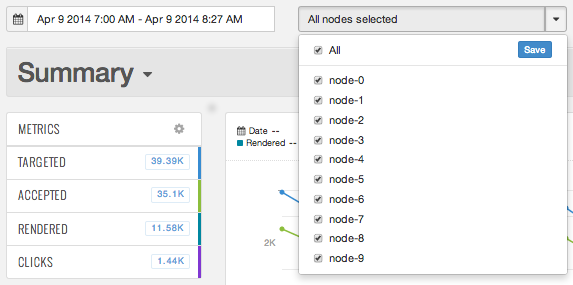 Apr 9 2014 7:00 AM - Apr 9 2014 8:27 AM
All nodes selected
All
Save
node-0
node-1
node-2
node-3
node-4
node-5
node-6
node-7
node-8
node-9
Summary
METRICS
TARGETED 39.39K
ACCEPTED 35.1K
RENDERED 11.58K
CLICKS 1.44K
Date --
Rendered --
2K